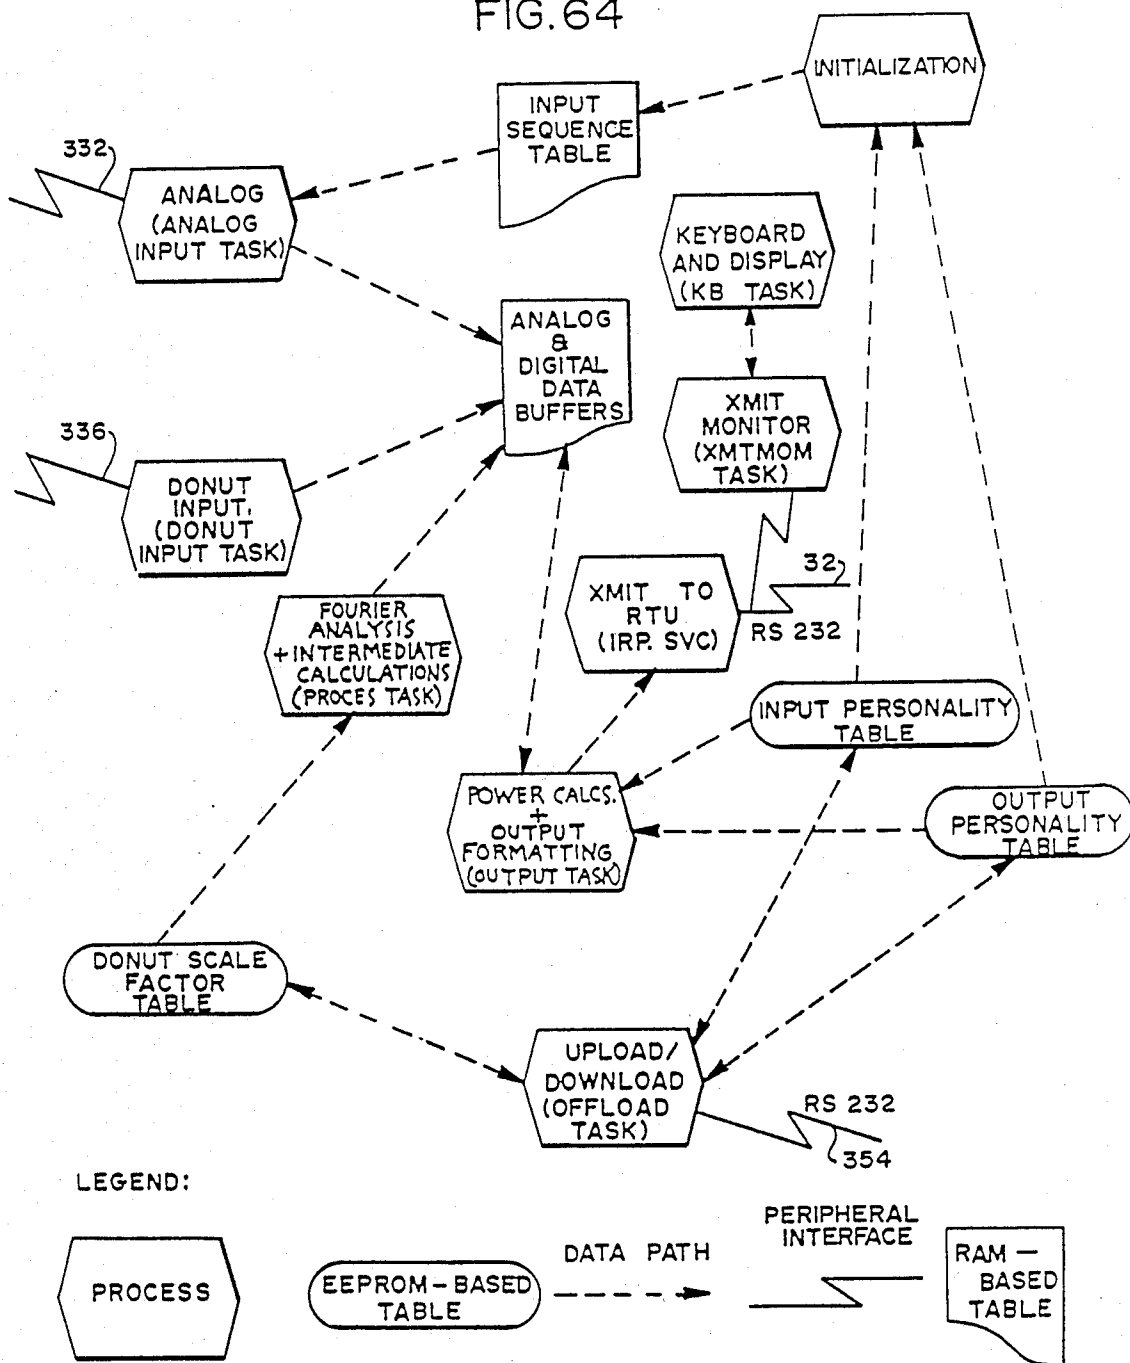 FIG. 64
INITIALIZATION
INPUT
SEQUENCE
TABLE
332
ANALOG
(ANALOG
INPUT TASK)
KEYBOARD
AND DISPLAY
(KB TASK)
ANALOG
&
DIGITAL
DATA
BUFFERS
XMIT
MONITOR
(XMTMOM
TASK)
336
DONUT
INPUT.
(DONUT
INPUT TASK)
32
XMIT TO
RTU
(IRP. SVC)
RS 232
FOURIER
ANALYSIS
+INTERMEDIATE
CALCULATIONS
(PROCES TASK)
INPUT PERSONALITY
TABLE
POWER CALCS.
+
OUTPUT
FORMATTING
(OUTPUT TASK)
OUTPUT
PERSONALITY
TABLE
DONUT SCALE
FACTOR
TABLE
UPLOAD/
DOWNLOAD
(OFFLOAD
TASK)
RS 232
354
LEGEND:
PROCESS
EEPROM-BASED
TABLE
DATA PATH
PERIPHERAL
INTERFACE
RAM-
BASED
TABLE